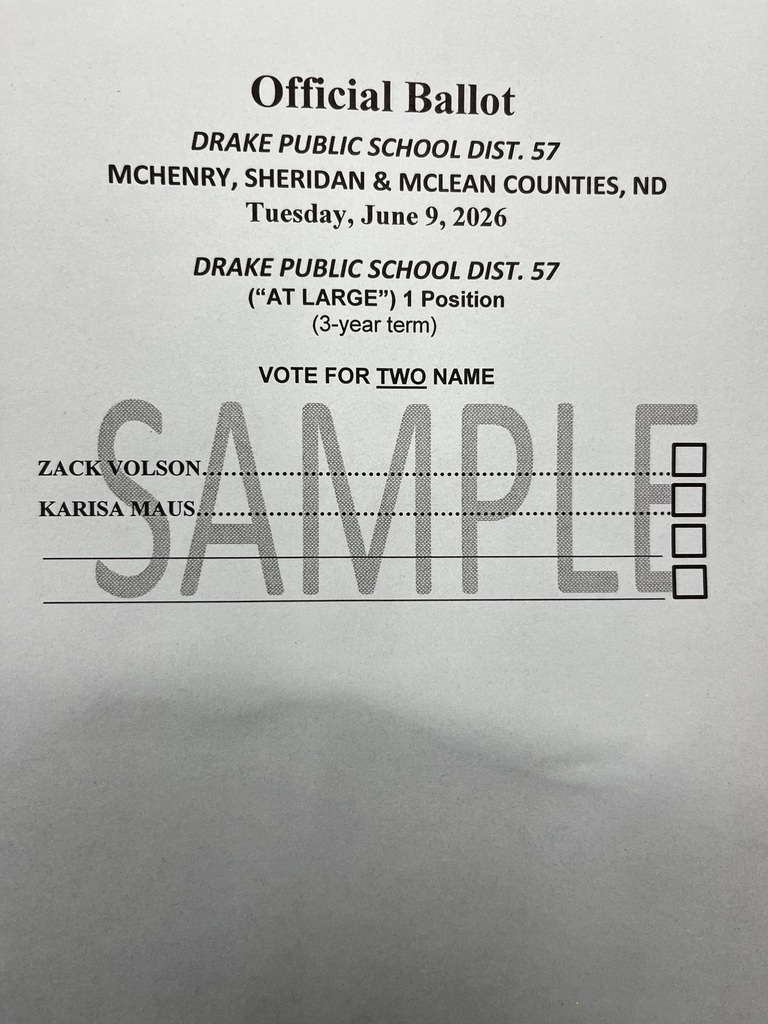 Official Ballot
DRAKE PUBLIC SCHOOL DIST. 57
MCHENRY, SHERIDAN & MCLEAN COUNTIES, ND
Tuesday, June 9, 2026
DRAKE PUBLIC SCHOOL DIST. 57
(“AT LARGE”) 1 Position
(3-year term)
VOTE FOR TWO NAME
SAMPLE
ZACK VOLSON
KARISA MAUS